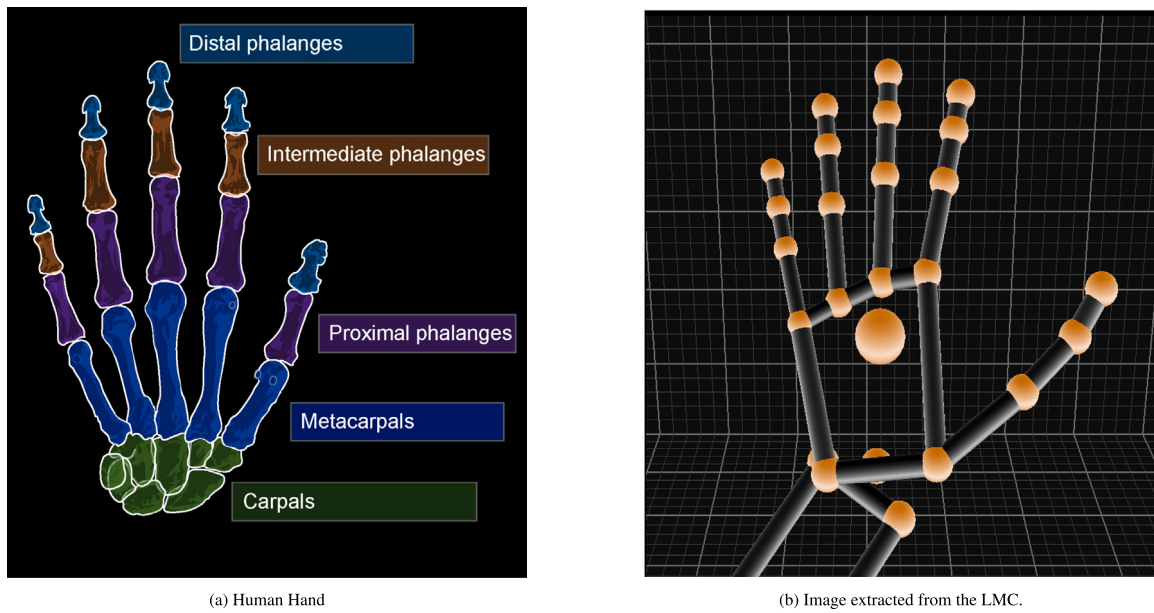 Distal phalanges
Intermediate phalanges
Proximal phalanges
Metacarpals
Carpals
(a) Human Hand
(b) Image extracted from the LMC.